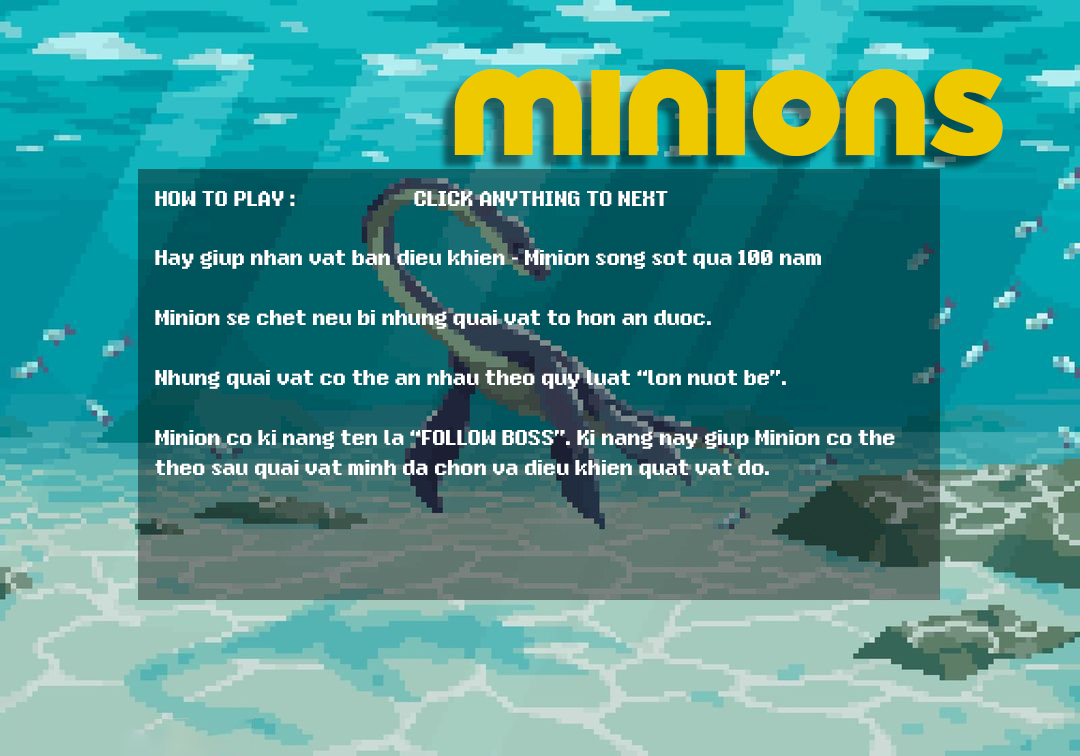 MINIONS
HOW TO PLAY : CLICK ANYTHING TO NEXT
Hay giup nhan vat ban dieu khien - Minion song sot qua 100 nam
Minion se chet neu bi nhung quai vat to hon an duoc.
Nhung quai vat co the an nhau theo quy luat “lon nuot be”.
Minion co ki nang ten la “FOLLOW BOSS”. Ki nang nay giup Minion co the
theo sau quai vat minh da chon va dieu khien quat vat do.